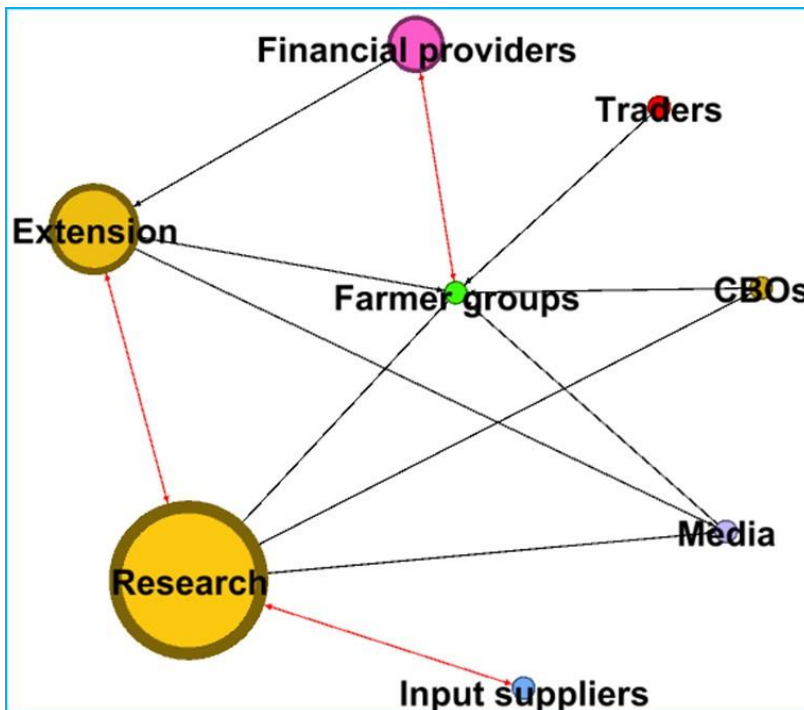 Financial providers
Traders
Extension
Farmer groups
CBOs
Media
Research
Input suppliers